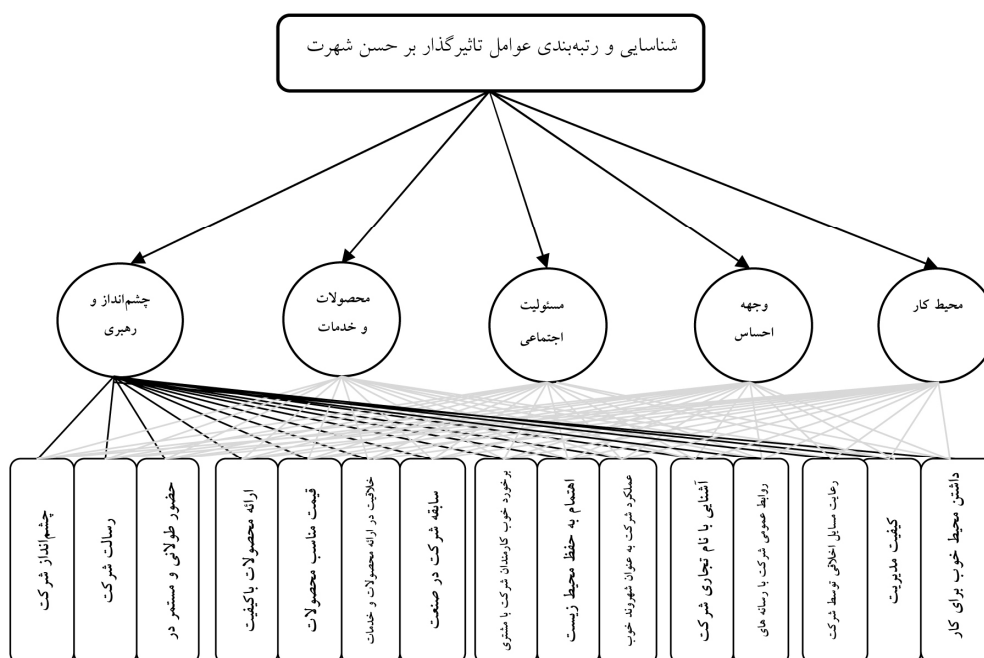 شناسایی و رتبه‌بندی عوامل تاثیرگذار بر حسن شهرت
محیط کار
وجهه
احساس
مسئولیت
اجتماعی
محصولات
و خدمات
چشم‌انداز و
رهبری
داشتن محیط خوب برای کار
کیفیت مدیریت
رعایت مسایل اخلاقی توسط شرکت
روابط عمومی شرکت با رسانه های
آشنایی با نام تجاری شرکت
عملکرد شرکت به عنوان شهروند خوب
اهتمام به حفظ محیط زیست
برخورد خوب کارمندان شرکت با مشتری
سابقه شرکت در صنعت
خلاقیت در ارائه محصولات و خدمات
قیمت مناسب محصولات
ارائه محصولات باکیفیت
حضور طولانی و مستمر در
رسالت شرکت
چشم‌انداز شرکت